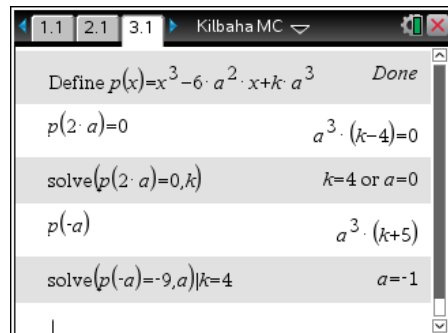 1.1 2.1 3.1 Kilbaha MC
Define p(x)=x^3−6·a^2·x+k·a^3 Done
p(2·a)=0 a^3·(k−4)=0
solve(p(2·a)=0,k) k=4 or a=0
p(-a) a^3·(k+5)
solve(p(-a)=-9,a)|k=4 a=-1